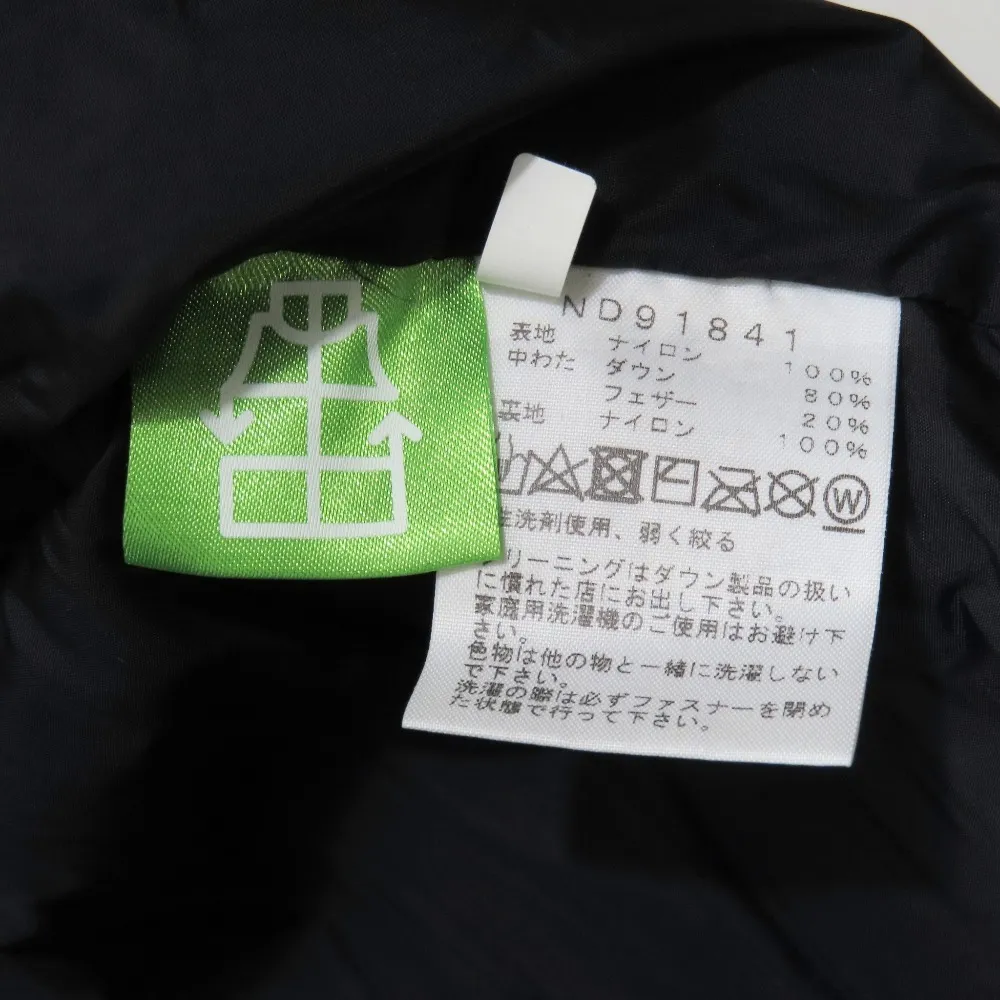 ND91841
表地 ナイロン 100%
中わた ダウン 80%
フェザー 20%
裏地 ナイロン 100%
W
性洗剤使用、弱く絞る
リーニングはダウン製品の扱い
に慣れた店にお出し下さい。
家庭用洗濯機のご使用はお避け下
さい。
色物は他の物と一緒に洗濯しない
で下さい。
洗濯の際は必ずファスナーを閉め
た状態で行って下さい。